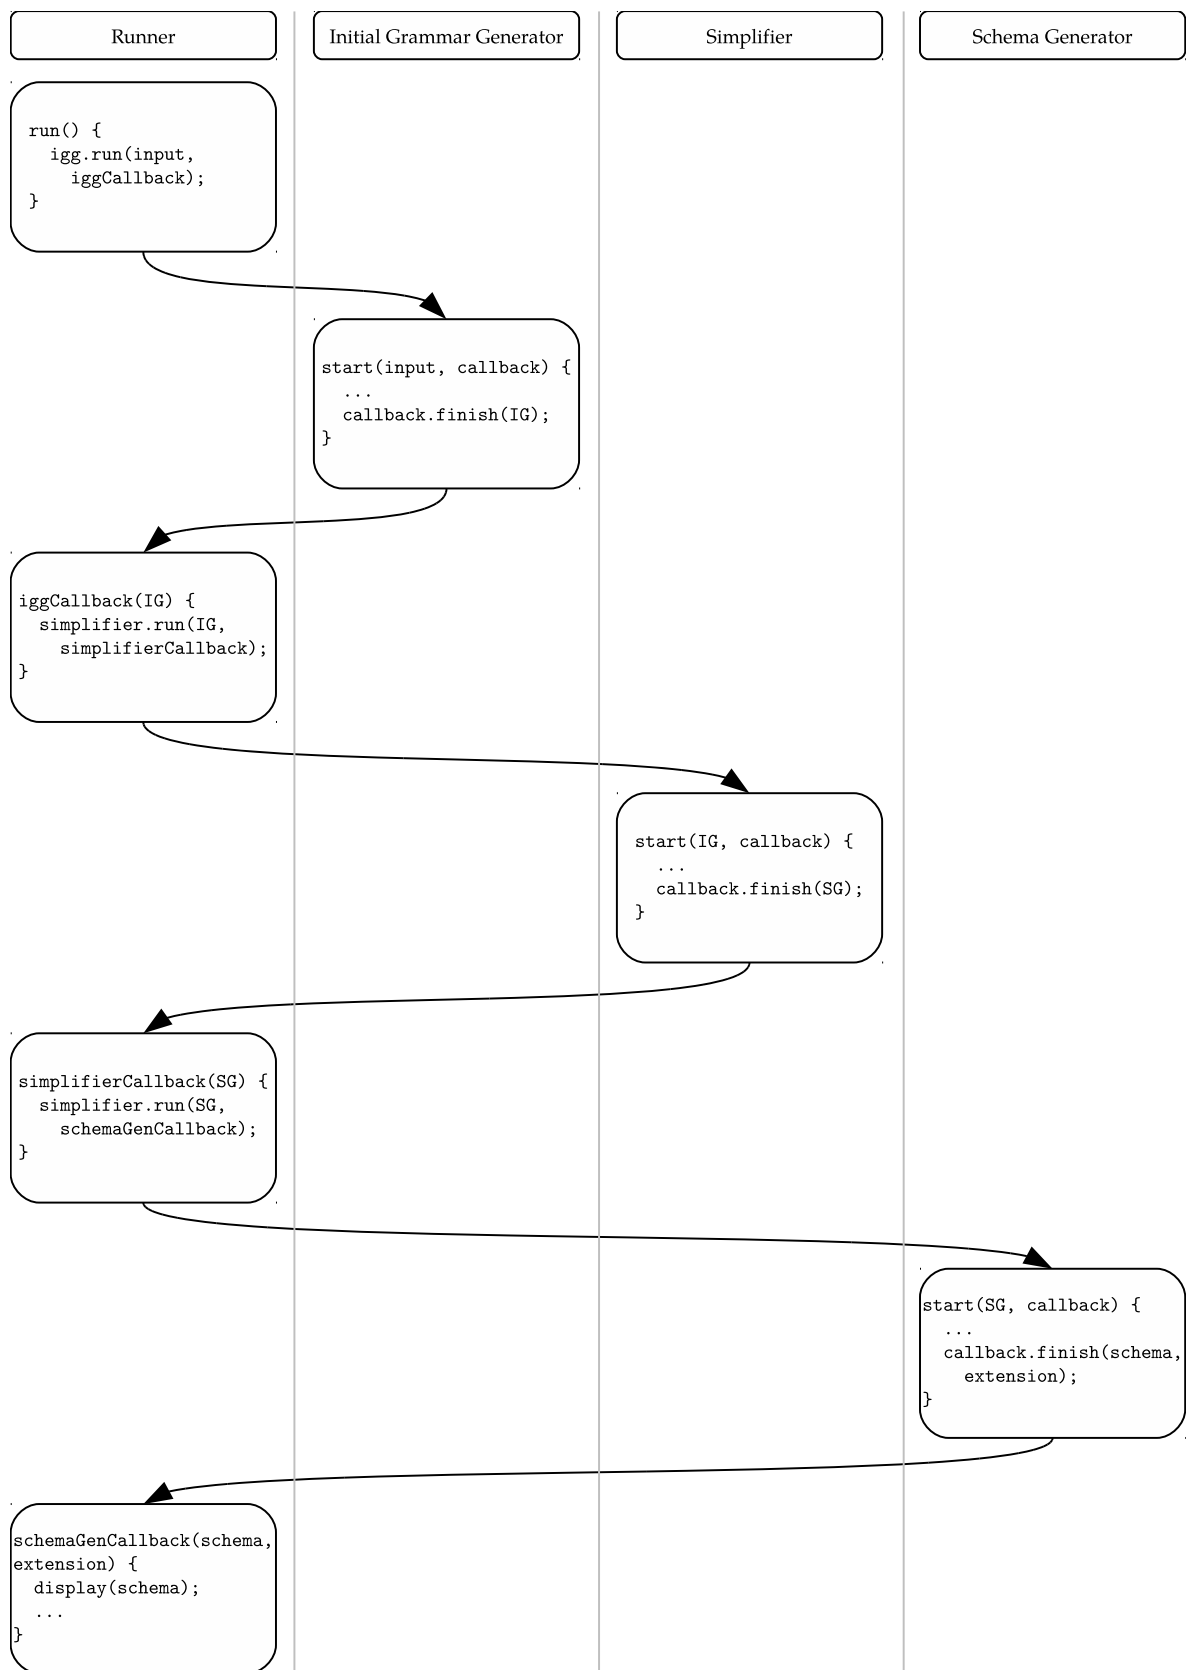 Runner
Initial Grammar Generator
Simplifier
Schema Generator
run() {
  igg.run(input,
    iggCallback);
}
start(input, callback) {
  ...
  callback.finish(IG);
}
iggCallback(IG) {
  simplifier.run(IG,
    simplifierCallback);
}
start(IG, callback) {
  ...
  callback.finish(SG);
}
simplifierCallback(SG) {
  simplifier.run(SG,
    schemaGenCallback);
}
start(SG, callback) {
  ...
  callback.finish(schema,
    extension);
}
schemaGenCallback(schema,
extension) {
  display(schema);
  ...
}